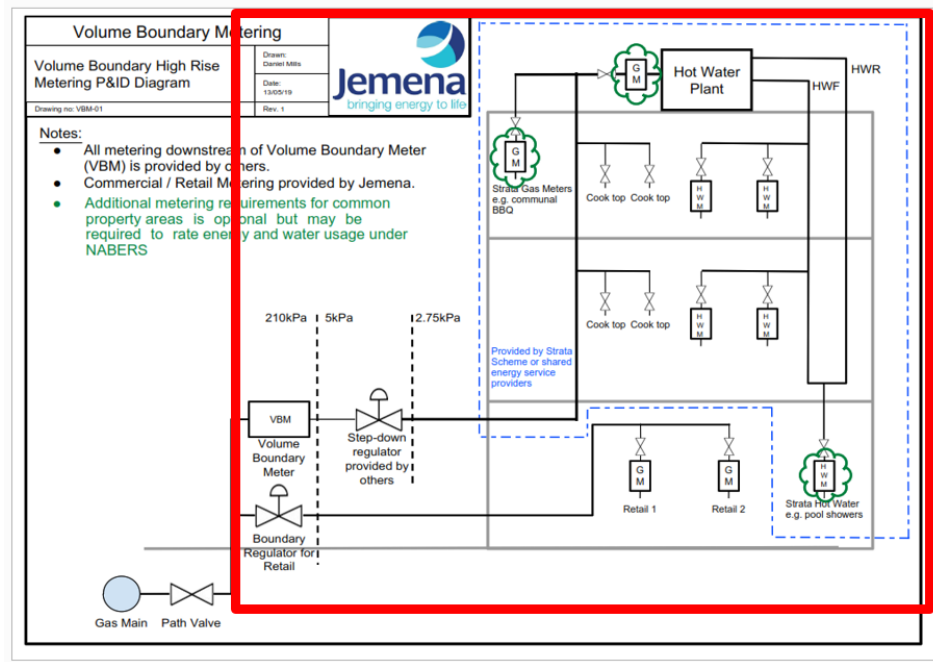 Volume Boundary Metering
Volume Boundary High Rise
Metering P&ID Diagram
Drawn:
Daniel Mills
Date:
13/05/19
Drawing no: VBM-01
Rev. 1
Jemena
bringing energy to life
Notes:
All metering downstream of Volume Boundary Meter
(VBM) is provided by others.
Commercial / Retail Metering provided by Jemena.
Additional metering requirements for common
property areas is optional but may be
required to rate energy and water usage under
NABERS
G
M
Hot Water
Plant
HWR
HWF
G
M
Strata Gas Meters
e.g. communal
BBQ
Cook top Cook top
H
W
M
H
W
M
Cook top Cook top
H
W
M
H
W
M
210kPa
5kPa
2.75kPa
Provided by Strata
Scheme or shared
energy service
providers
VBM
Volume
Boundary
Meter
Step-down
regulator
provided by
others
G
M
Retail 1
G
M
Retail 2
H
W
M
Strata Hot Water
e.g. pool showers
Boundary
Regulator for
Retail
Gas Main
Path Valve